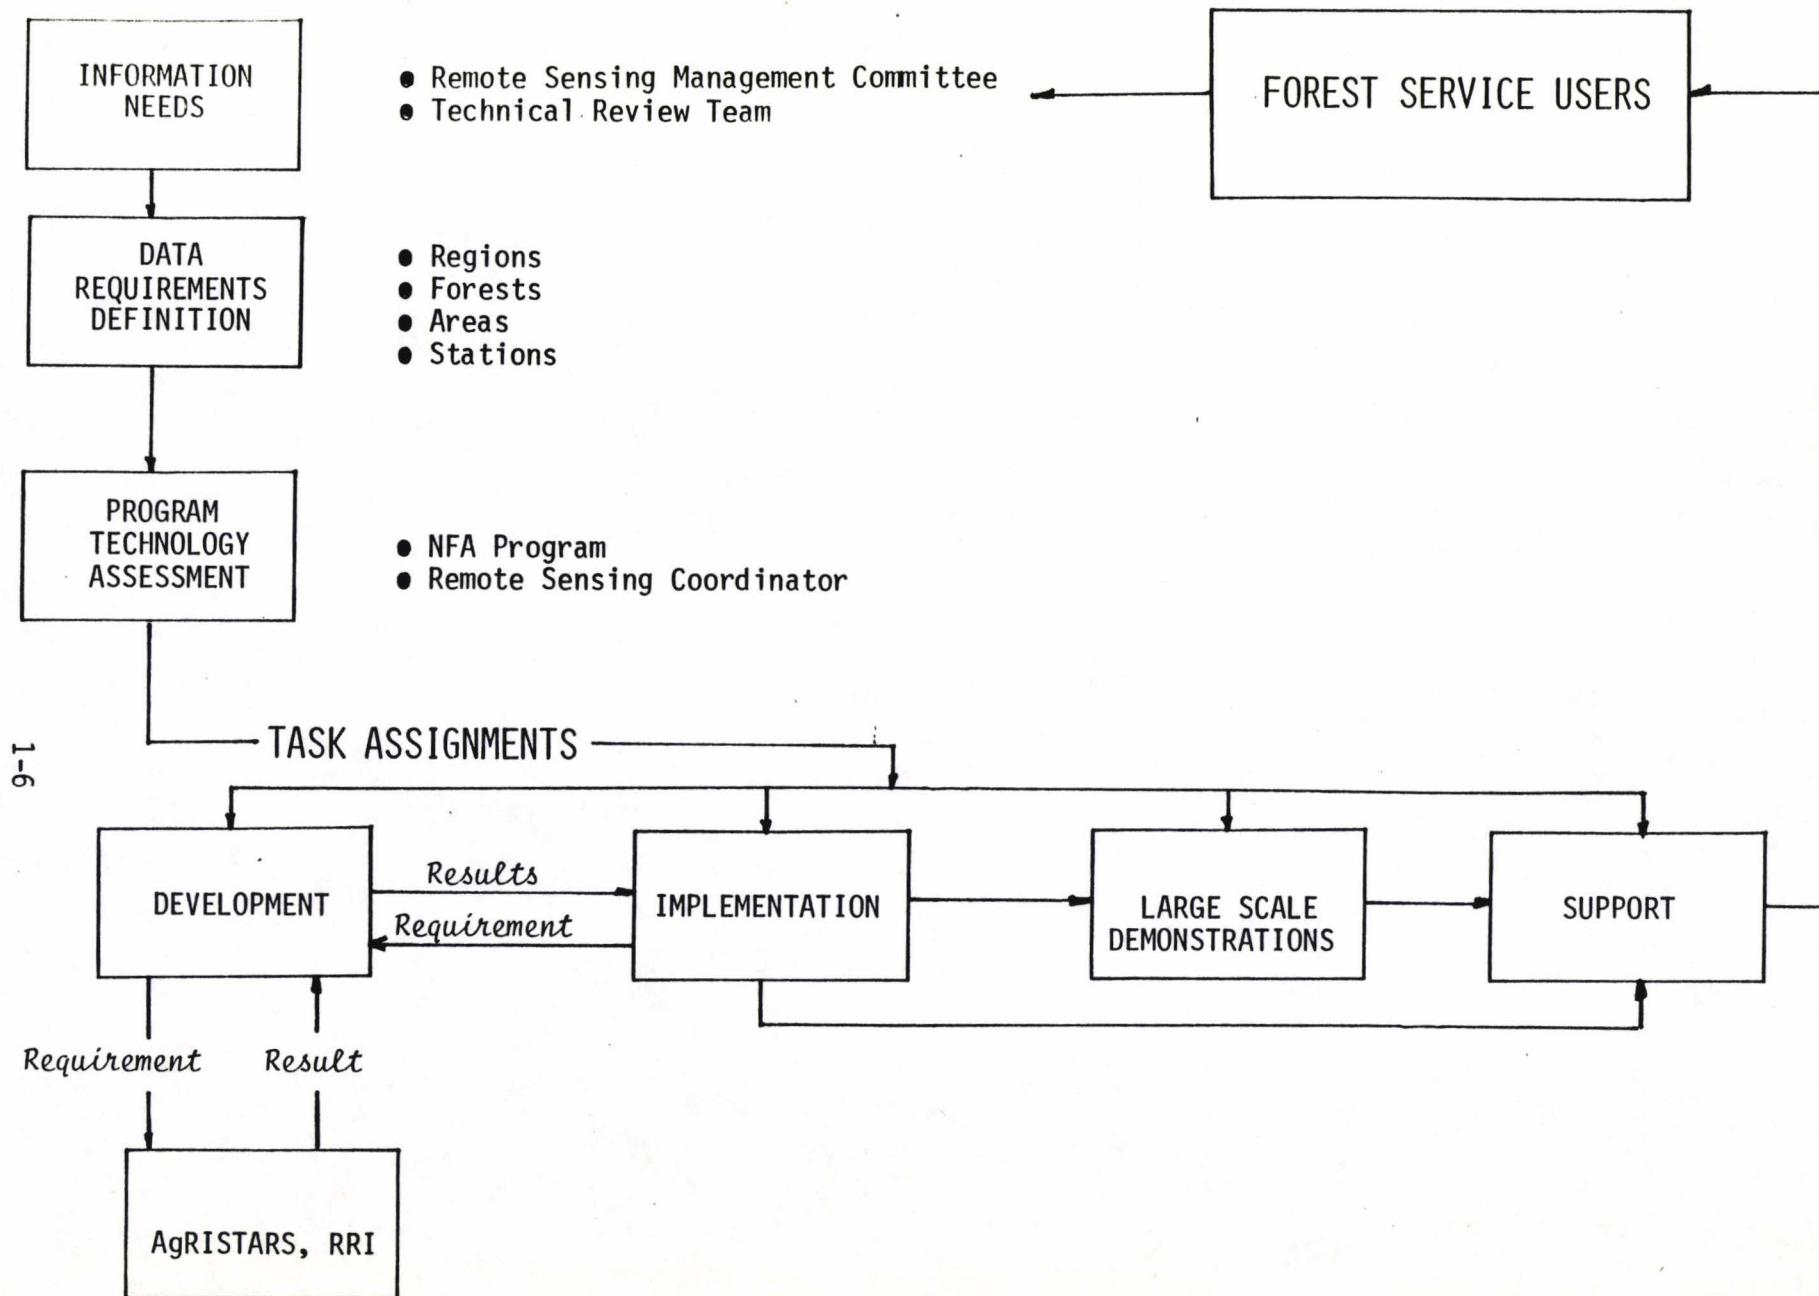 INFORMATION
NEEDS
● Remote Sensing Management Committee
● Technical Review Team
FOREST SERVICE USERS
DATA
REQUIREMENTS
DEFINITION
● Regions
● Forests
● Areas
● Stations
PROGRAM
TECHNOLOGY
ASSESSMENT
● NFA Program
● Remote Sensing Coordinator
1-6
TASK ASSIGNMENTS
DEVELOPMENT
Results
Requirement
IMPLEMENTATION
LARGE SCALE
DEMONSTRATIONS
SUPPORT
Requirement
Result
AgRISTARS, RRI